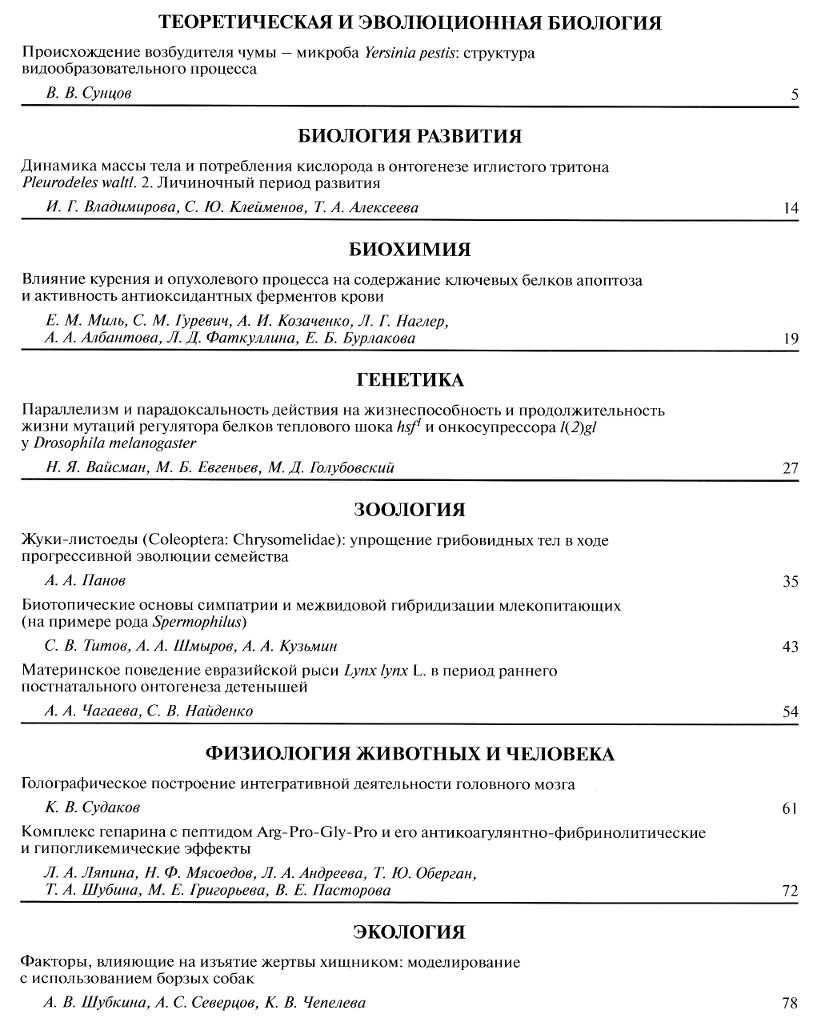 ТЕОРЕТИЧЕСКАЯ И ЭВОЛЮЦИОННАЯ БИОЛОГИЯ
Происхождение возбудителя чумы – микроба Yersinia pestis: структура
видообразовательного процесса
В. В. Сунцов 5
БИОЛОГИЯ РАЗВИТИЯ
Динамика массы тела и потребления кислорода в онтогенезе иглистого тритона
Pleurodeles waltl. 2. Личиночный период развития
И. Г. Владимирова, С. Ю. Клейменов, Т. А. Алексеева 14
БИОХИМИЯ
Влияние курения и опухолевого процесса на содержание ключевых белков апоптоза
и активность антиоксидантных ферментов крови
Е. М. Миль, С. М. Гуревич, А. И. Козаченко, Л. Г. Наглер,
А. А. Албантова, Л. Д. Фаткуллина, Е. Б. Бурлакова 19
ГЕНЕТИКА
Параллелизм и парадоксальность действия на жизнеспособность и продолжительность
жизни мутаций регулятора белков теплового шока hsf¹ и онкосупрессора l(2)gl
у Drosophila melanogaster
Н. Я. Вайсман, М. Б. Евгеньев, М. Д. Голубовский 27
ЗООЛОГИЯ
Жуки-листоеды (Coleoptera: Chrysomelidae): упрощение грибовидных тел в ходе
прогрессивной эволюции семейства
А. А. Панов 35
Биотопические основы симпатрии и межвидовой гибридизации млекопитающих
(на примере рода Spermophilus)
С. В. Титов, А. А. Шмыров, А. А. Кузьмин 43
Материнское поведение евразийской рыси Lynx lynx L. в период раннего
постнатального онтогенеза детенышей
А. А. Чагаева, С. В. Найденко 54
ФИЗИОЛОГИЯ ЖИВОТНЫХ И ЧЕЛОВЕКА
Голографическое построение интегративной деятельности головного мозга
К. В. Судаков 61
Комплекс гепарина с пептидом Arg-Pro-Gly-Pro и его антикоагулянтно-фибринолитические
и гипогликемические эффекты
Л. А. Ляпина, Н. Ф. Мясоедов, Л. А. Андреева, Т. Ю. Оберган,
Т. А. Шубина, М. Е. Григорьева, В. Е. Пасторова 72
ЭКОЛОГИЯ
Факторы, влияющие на изъятие жертвы хищником: моделирование
с использованием борзых собак
А. В. Шубкина, А. С. Северцов, К. В. Чепелева 78